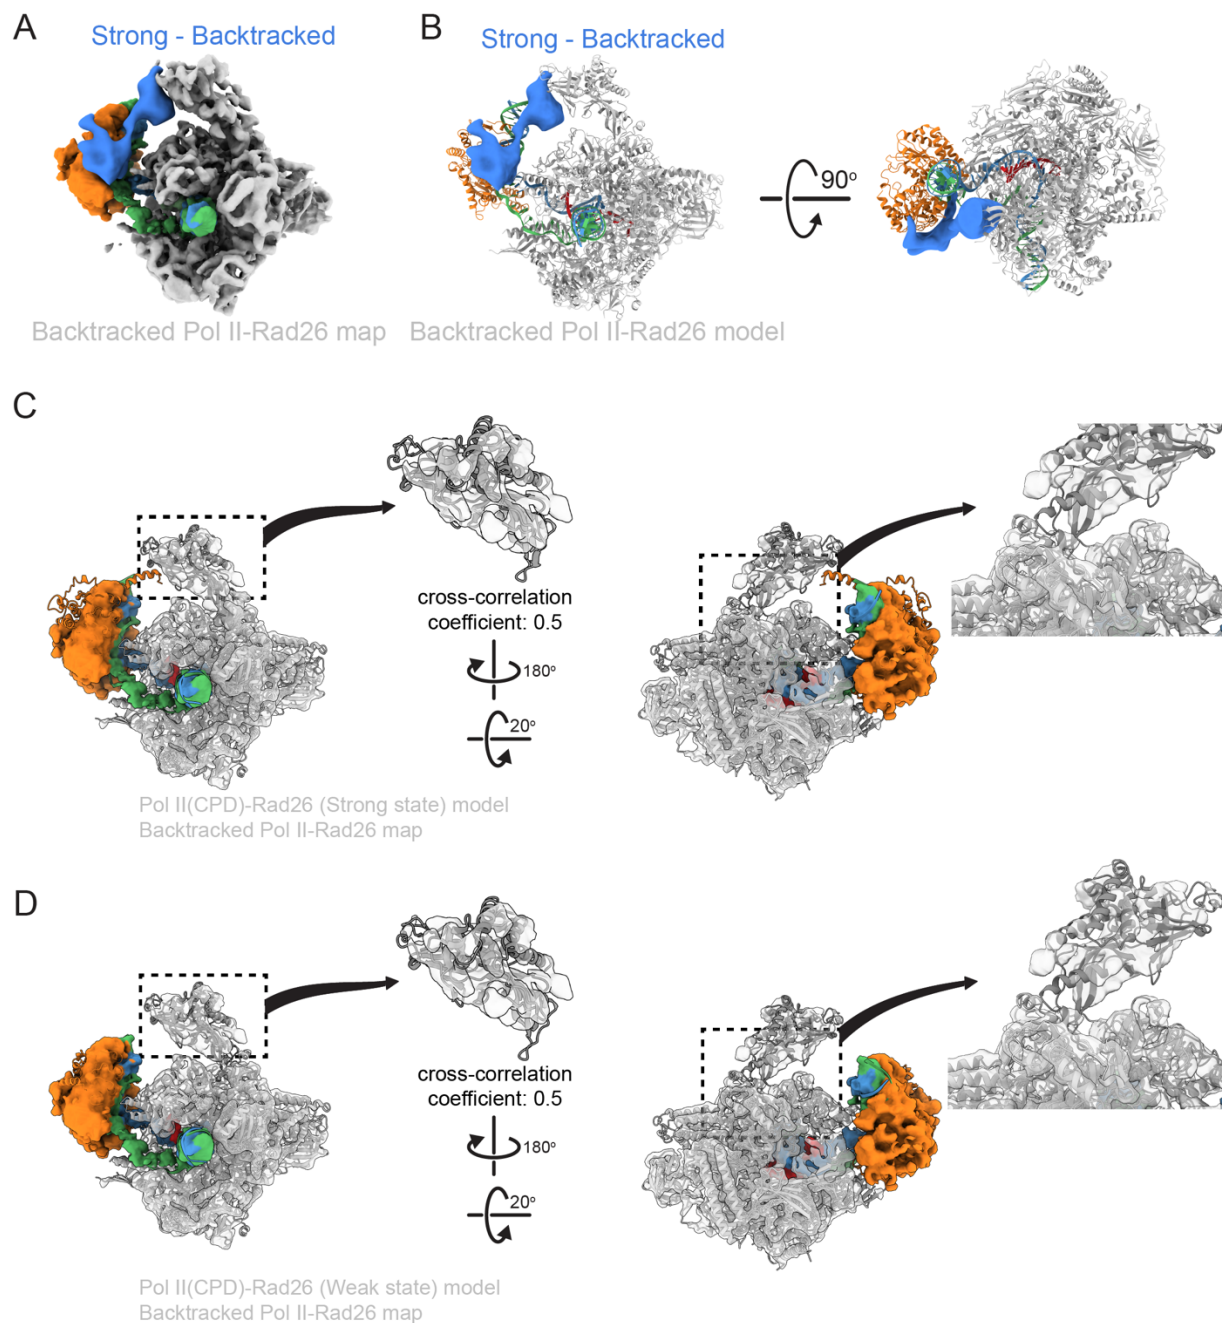 A
Strong - Backtracked
Backtracked Pol II-Rad26 map
B
Strong - Backtracked
90°
Backtracked Pol II-Rad26 model
C
cross-correlation
coefficient: 0.5
180°
20°
Pol II(CPD)-Rad26 (Strong state) model
Backtracked Pol II-Rad26 map
D
cross-correlation
coefficient: 0.5
180°
20°
Pol II(CPD)-Rad26 (Weak state) model
Backtracked Pol II-Rad26 map